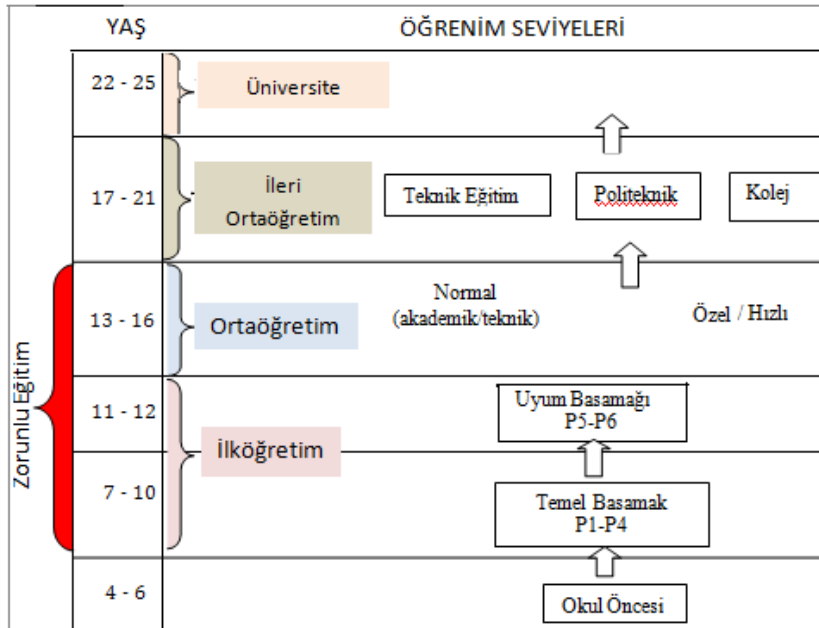 YAŞ
ÖĞRENİM SEVİYELERİ
22 - 25
Üniversite
17 - 21
İleri
Ortaöğretim
Teknik Eğitim
Politeknik
Kolej
Zorunlu Eğitim
13 - 16
Ortaöğretim
Normal
(akademik/teknik)
Özel / Hızlı
11 - 12
Uyum Basamağı
P5-P6
İlköğretim
7 - 10
Temel Basamak
P1-P4
4 - 6
Okul Öncesi